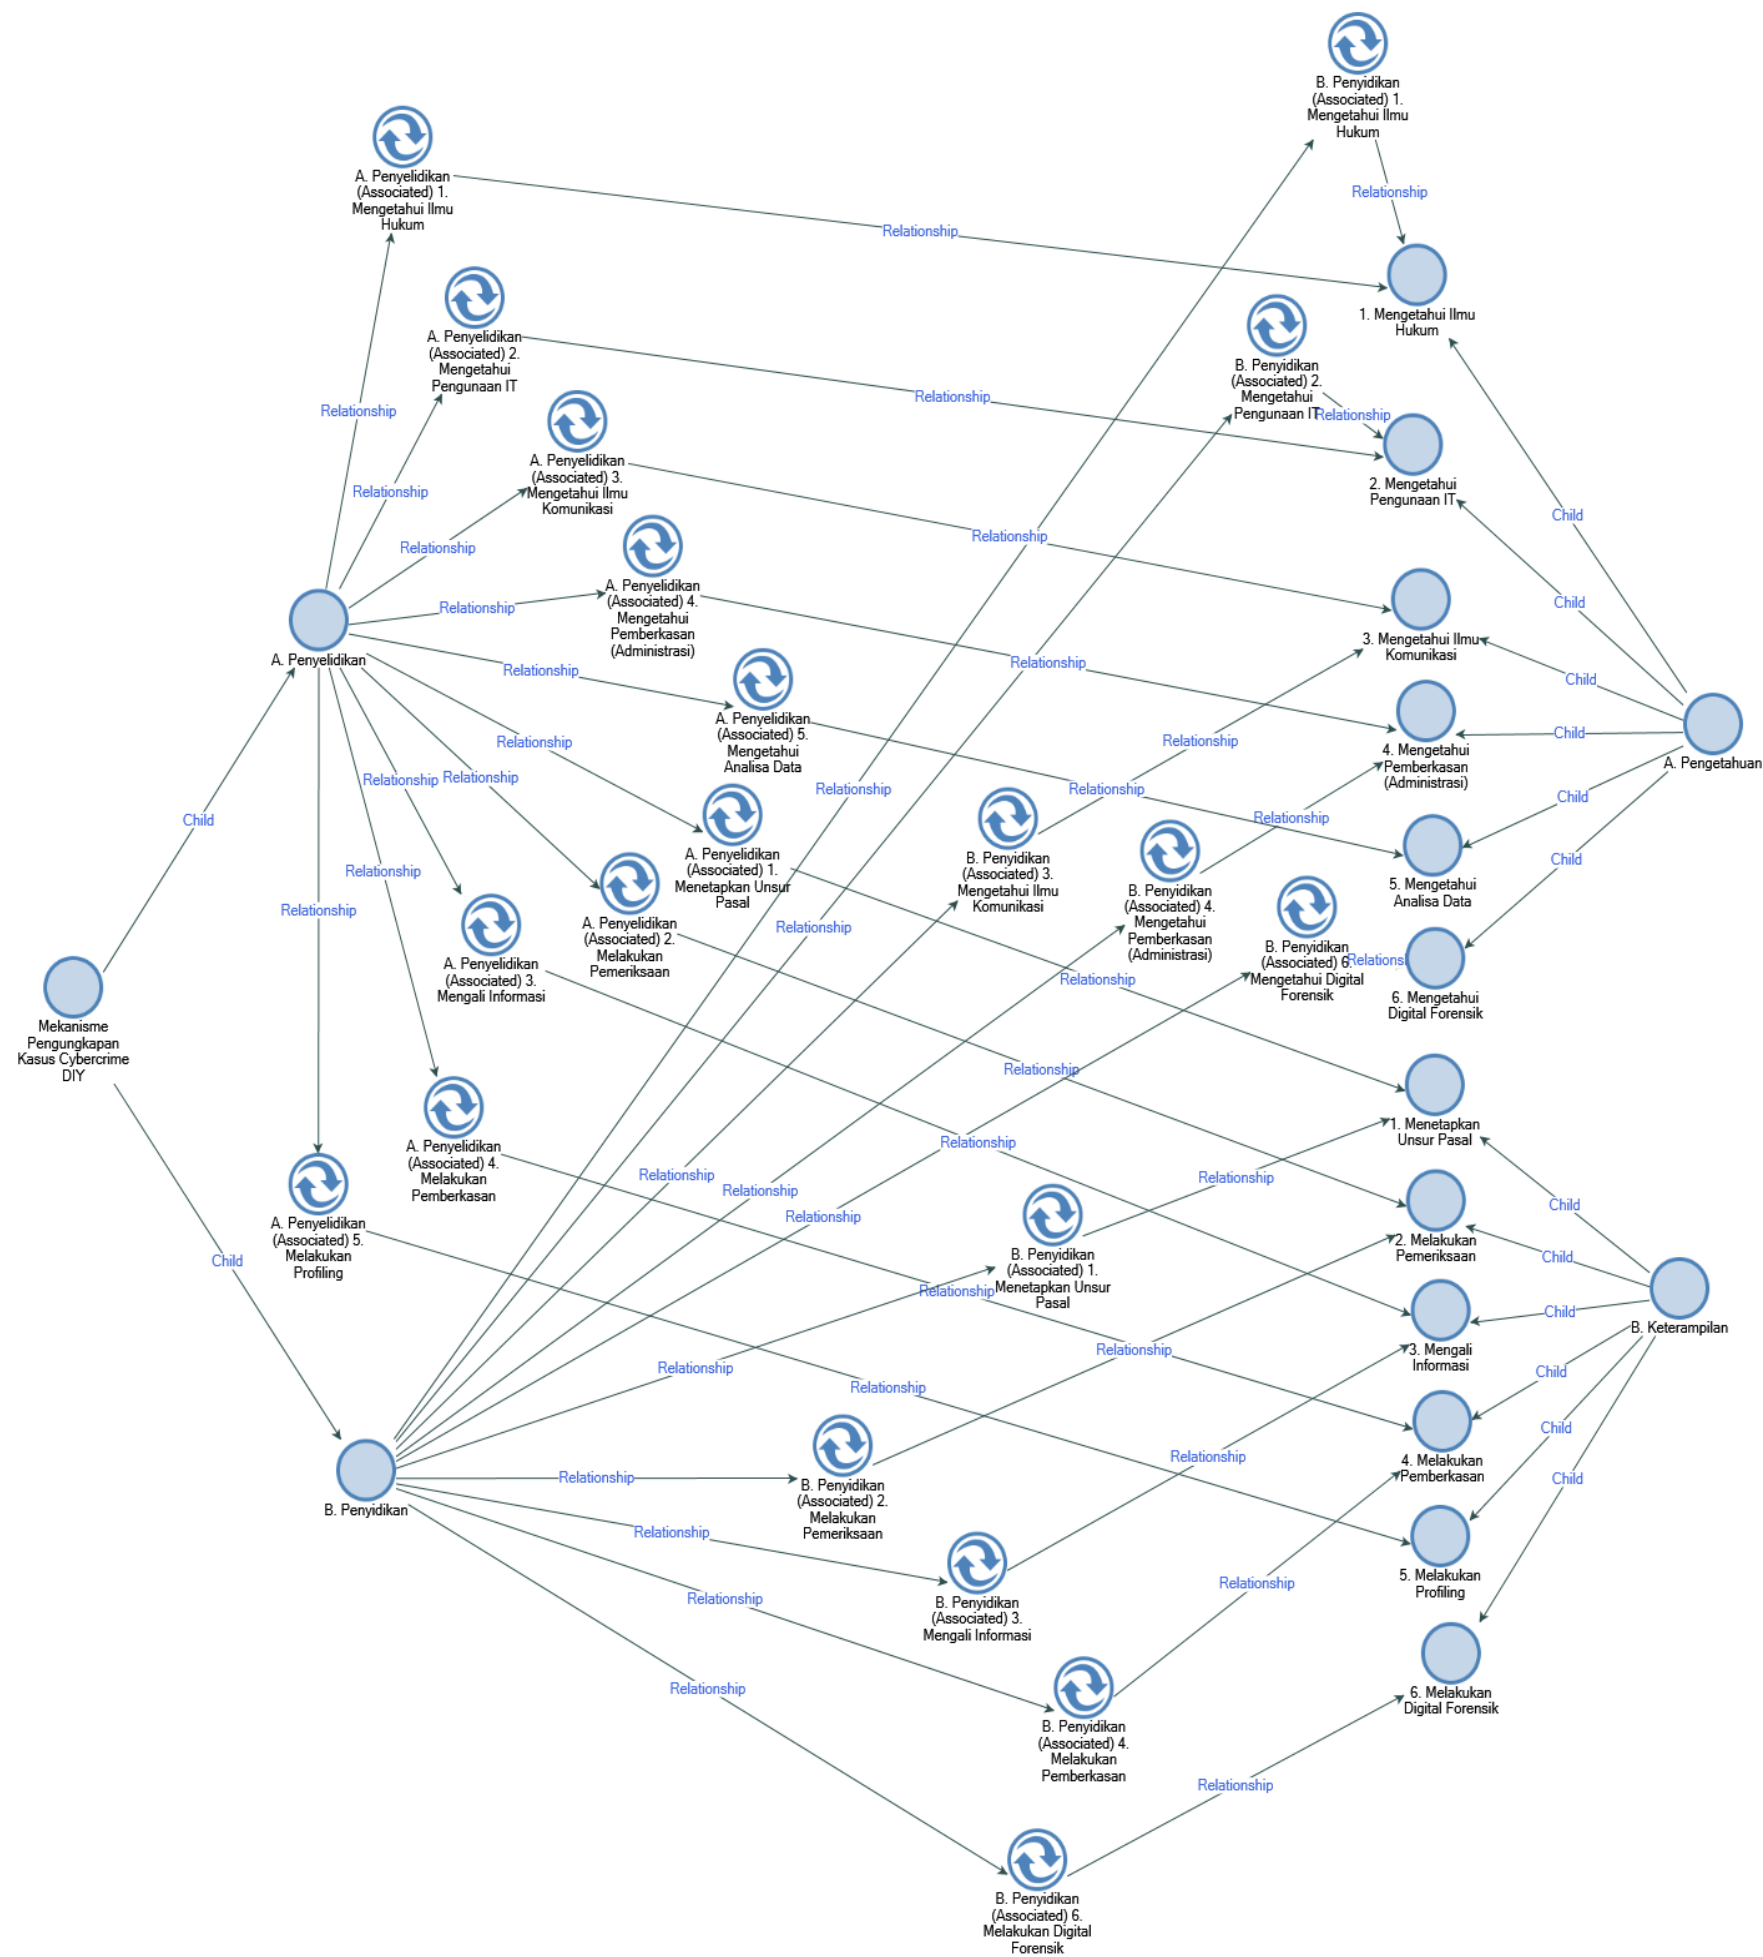 B. Penyidikan
(Associated) 1.
Mengetahui Ilmu
Hukum
Relationship
A. Penyelidikan
(Associated) 1.
Mengetahui Ilmu
Hukum
Relationship
1. Mengetahui Ilmu
Hukum
A. Penyelidikan
(Associated) 2.
Mengetahui
Pengunaan IT
Relationship
B. Penyidikan
(Associated) 2.
Mengetahui
Pengunaan IT
Relationship
2. Mengetahui
Pengunaan IT
Relationship
Relationship
A. Penyelidikan
(Associated) 3.
Mengetahui Ilmu
Komunikasi
Relationship
Relationship
Child
Child
A. Penyelidikan
(Associated) 4.
Mengetahui
Pemberkasan
(Administrasi)
Relationship
Relationship
3. Mengetahui Ilmu
Komunikasi
Child
A. Penyelidikan
Relationship
A. Penyelidikan
(Associated) 5.
Mengetahui
Analisa Data
Relationship
Relationship
4. Mengetahui
Pemberkasan
(Administrasi)
Child
A. Pengetahuan
Relationship
Relationship
Relationship
Relationship
Child
Child
Relationship
A. Penyelidikan
(Associated) 1.
Menetapkan Unsur
Pasal
B. Penyidikan
(Associated) 3.
Mengetahui Ilmu
Komunikasi
B. Penyidikan
(Associated) 4.
Mengetahui
Pemberkasan
(Administrasi)
5. Mengetahui
Analisa Data
Child
Relationship
Relationship
A. Penyelidikan
(Associated) 2.
Melakukan
Pemeriksaan
Relationship
A. Penyelidikan
(Associated) 3.
Mengali Informasi
Relationship
B. Penyidikan
(Associated) 6.
Mengetahui Digital
Forensik
Relations
6. Mengetahui
Digital Forensik
Mekanisme
Pengungkapan
Kasus Cybercrime
DIY
Relationship
1. Menetapkan
Unsur Pasal
A. Penyelidikan
(Associated) 4.
Melakukan
Pemberkasan
Relationship
Relationship
Relationship
Relationship
Relationship
Child
A. Penyelidikan
(Associated) 5.
Melakukan
Profiling
Child
B. Penyidikan
(Associated) 1.
Menetapkan Unsur
Pasal
Relationship
2. Melakukan
Pemeriksaan
Child
Child
B. Keterampilan
3. Mengali
Informasi
Relationship
Relationship
Relationship
Child
Child
4. Melakukan
Pemberkasan
Child
Relationship
Relationship
B. Penyidikan
(Associated) 2.
Melakukan
Pemeriksaan
B. Penyidikan
Relationship
5. Melakukan
Profiling
B. Penyidikan
(Associated) 3.
Mengali Informasi
Relationship
Relationship
6. Melakukan
Digital Forensik
Relationship
B. Penyidikan
(Associated) 4.
Melakukan
Pemberkasan
Relationship
B. Penyidikan
(Associated) 6.
Melakukan Digital
Forensik